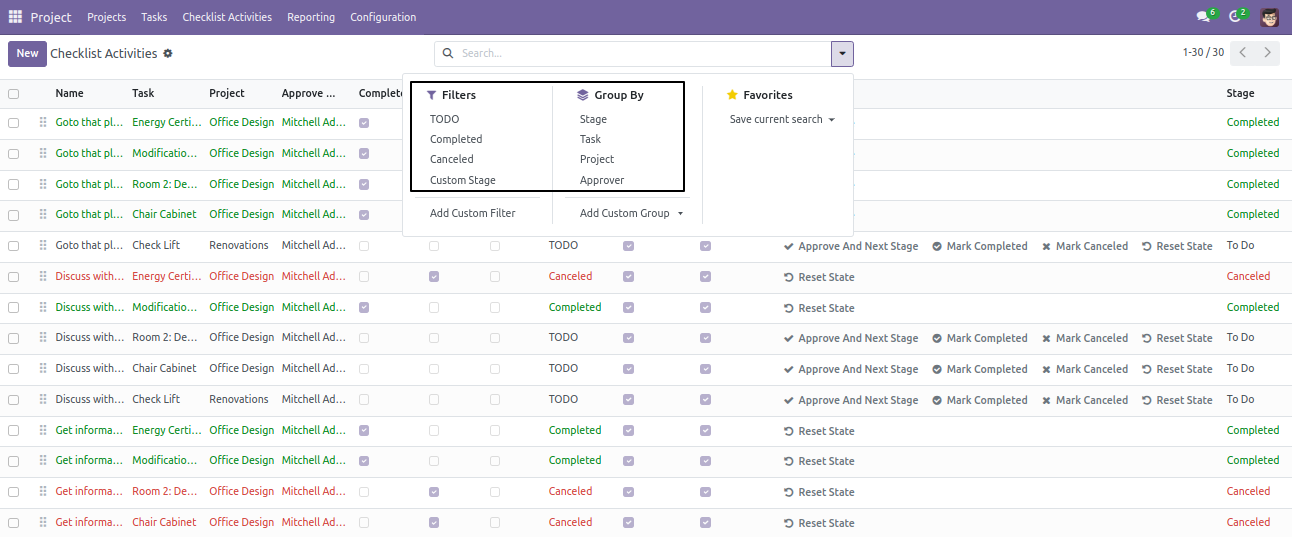 Project Projects Tasks Checklist Activities Reporting Configuration 6 2
New Checklist Activities Search... 1-30 / 30
Name Task Project Approve ... Complete Stage
Filters Group By Favorites
TODO Stage Save current search
Completed Task
Canceled Project
Custom Stage Approver
Add Custom Filter Add Custom Group
Goto that pl... Energy Certi... Office Design Mitchell Ad... Completed
Goto that pl... Modificatio... Office Design Mitchell Ad... Completed
Goto that pl... Room 2: De... Office Design Mitchell Ad... Completed
Goto that pl... Chair Cabinet Office Design Mitchell Ad... Completed
Goto that pl... Check Lift Renovations Mitchell Ad... TODO Approve And Next Stage Mark Completed Mark Canceled Reset State To Do
Discuss with... Energy Certi... Office Design Mitchell Ad... Canceled Reset State Canceled
Discuss with... Modificatio... Office Design Mitchell Ad... Completed Reset State Completed
Discuss with... Room 2: De... Office Design Mitchell Ad... TODO Approve And Next Stage Mark Completed Mark Canceled Reset State To Do
Discuss with... Chair Cabinet Office Design Mitchell Ad... TODO Approve And Next Stage Mark Completed Mark Canceled Reset State To Do
Discuss with... Check Lift Renovations Mitchell Ad... TODO Approve And Next Stage Mark Completed Mark Canceled Reset State To Do
Get informa... Energy Certi... Office Design Mitchell Ad... Completed Reset State Completed
Get informa... Modificatio... Office Design Mitchell Ad... Completed Reset State Completed
Get informa... Room 2: De... Office Design Mitchell Ad... Canceled Reset State Canceled
Get informa... Chair Cabinet Office Design Mitchell Ad... Canceled Reset State Canceled